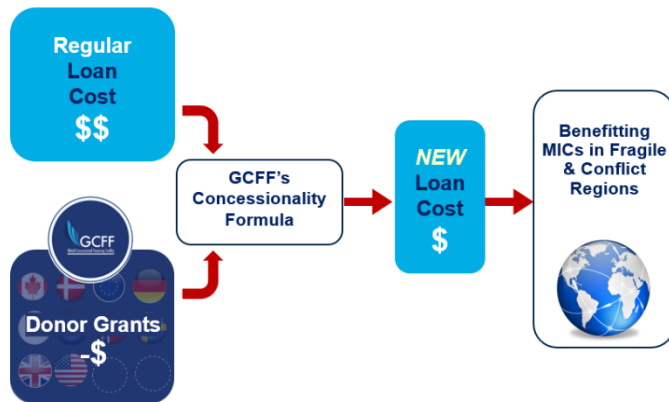 Regular
Loan
Cost
$$
GCFF
Donor Grants
-$
GCFF's
Concessionality
Formula
NEW
Loan
Cost
$
Benefitting
MICs in Fragile
& Conflict
Regions